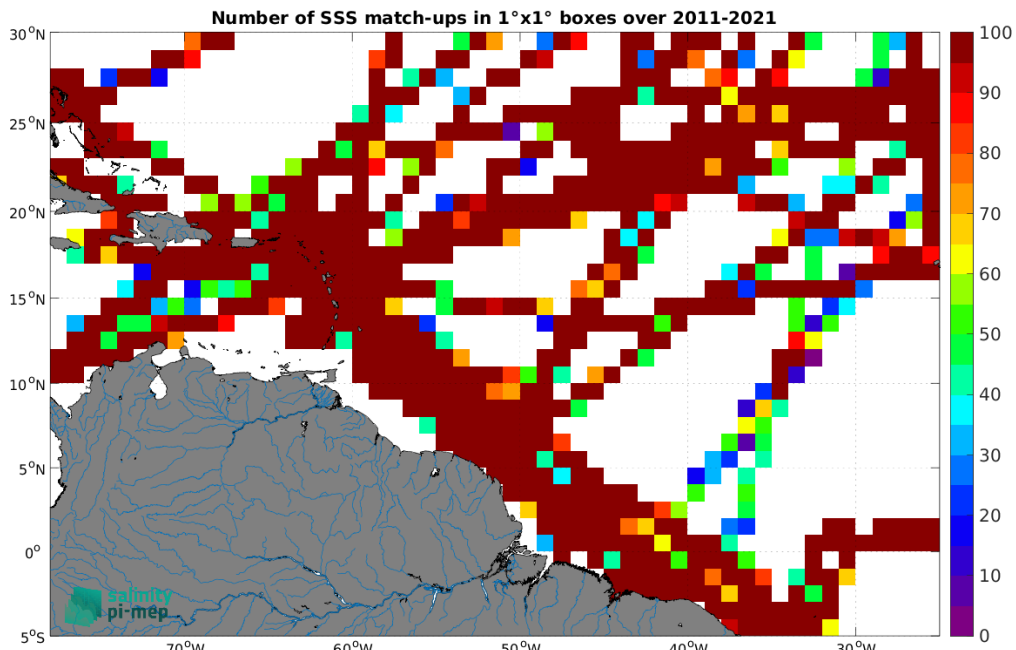 Number of SSS match-ups in 1°x1° boxes over 2011-2021
30°N
25°N
20°N
15°N
10°N
5°N
0°
5°S
70°W
60°W
50°W
40°W
30°W
100
90
80
70
60
50
40
30
20
10
0
salinity
pi-mep